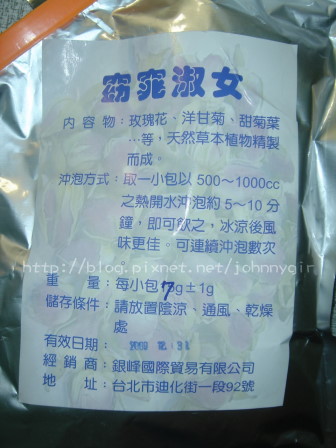 窈窕淑女
內 容 物：玫瑰花、洋甘菊、甜菊葉
…等，天然草本植物精製
而成。
沖泡方式：取一小包以 500～1000cc
之熱開水沖泡約 5～10 分
鐘，即可飲之，冰涼後風
味更佳。可連續沖泡數次
。
http://blog.pixnet.net/johnnygir
重　　量：每小包7g±1g
儲存條件：請放置陰涼、通風、乾燥
處
有效日期：
經 銷 商：銀峰國際貿易有限公司
地　　址：台北市迪化街一段92號